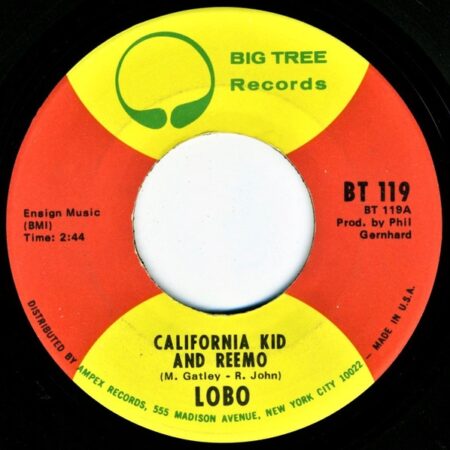 BIG TREE
Records
Ensign Music
(BMI)
Time: 2:44
BT 119
BT 119A
Prod. by Phil
Gernhard
CALIFORNIA KID
AND REEMO
(M. Gatley - R. John)
LOBO
DISTRIBUTED BY AMPEX RECORDS, 555 MADISON AVENUE, NEW YORK CITY 10022 - MADE IN U.S.A.